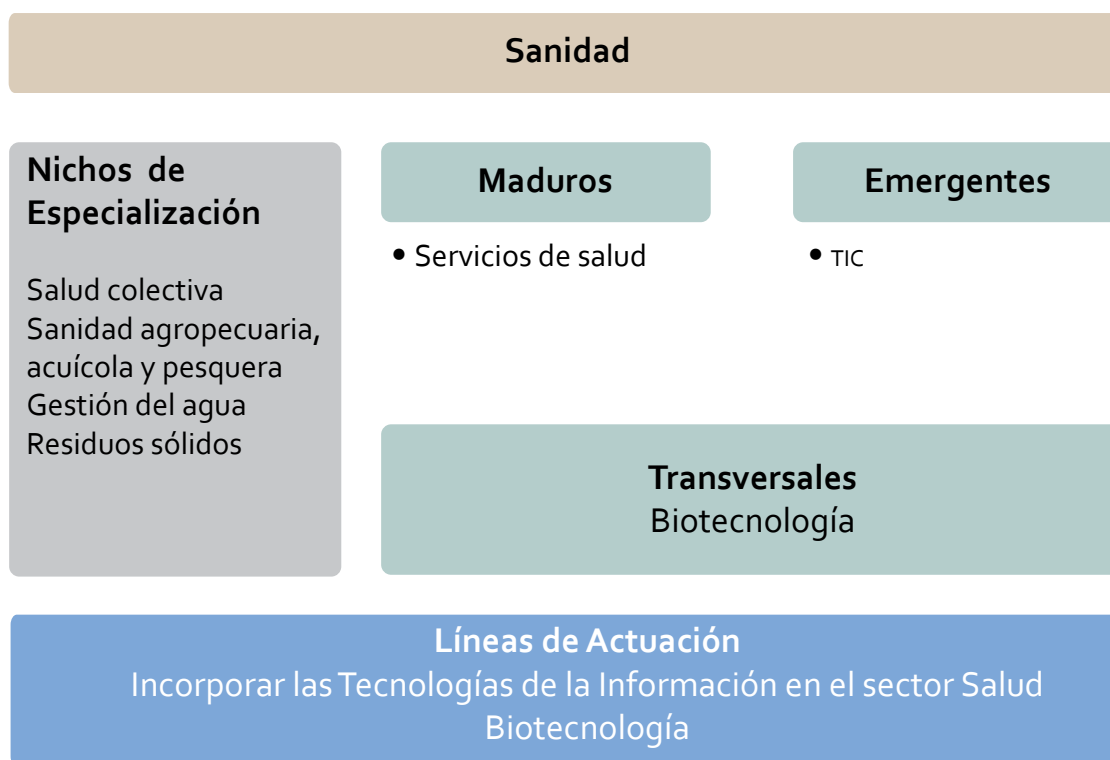 Sanidad
Nichos de
Especialización
Salud colectiva
Sanidad agropecuaria,
acuícola y pesquera
Gestión del agua
Residuos sólidos
Maduros
• Servicios de salud
Emergentes
• TIC
Transversales
Biotecnología
Líneas de Actuación
Incorporar las Tecnologías de la Información en el sector Salud
Biotecnología